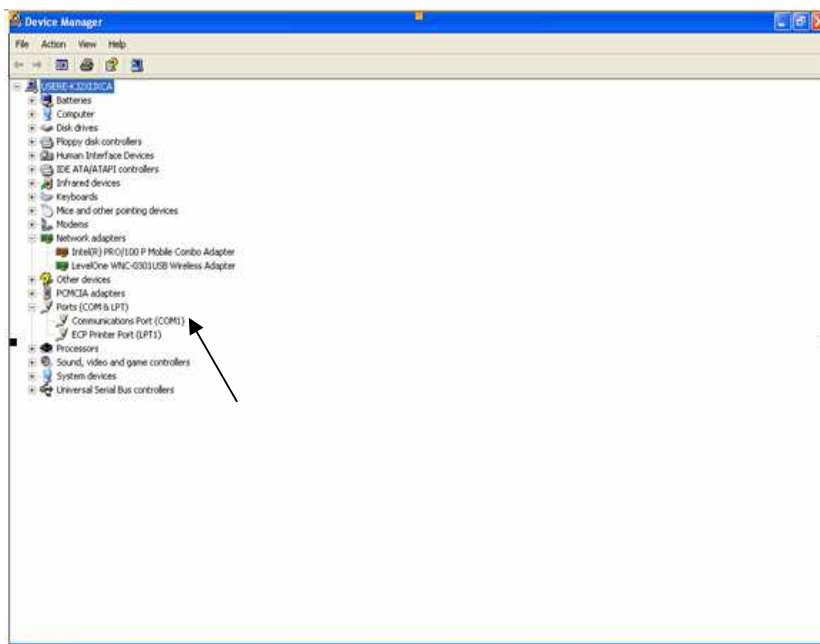 Device Manager
File Action View Help
Batteries
Computer
Disk drives
Floppy disk controllers
Human Interface Devices
IDE ATA/ATAPI controllers
Infrared devices
Keyboards
Mice and other pointing devices
Modems
Network adapters
Intel(R) PRO/100 P Mobile Combo Adapter
LevelOne WNC-0301USB Wireless Adapter
Other devices
PCMCIA adapters
Ports (COM & LPT)
Communications Port (COM1)
ECP Printer Port (LPT1)
Processors
Sound, video and game controllers
System devices
Universal Serial Bus controllers